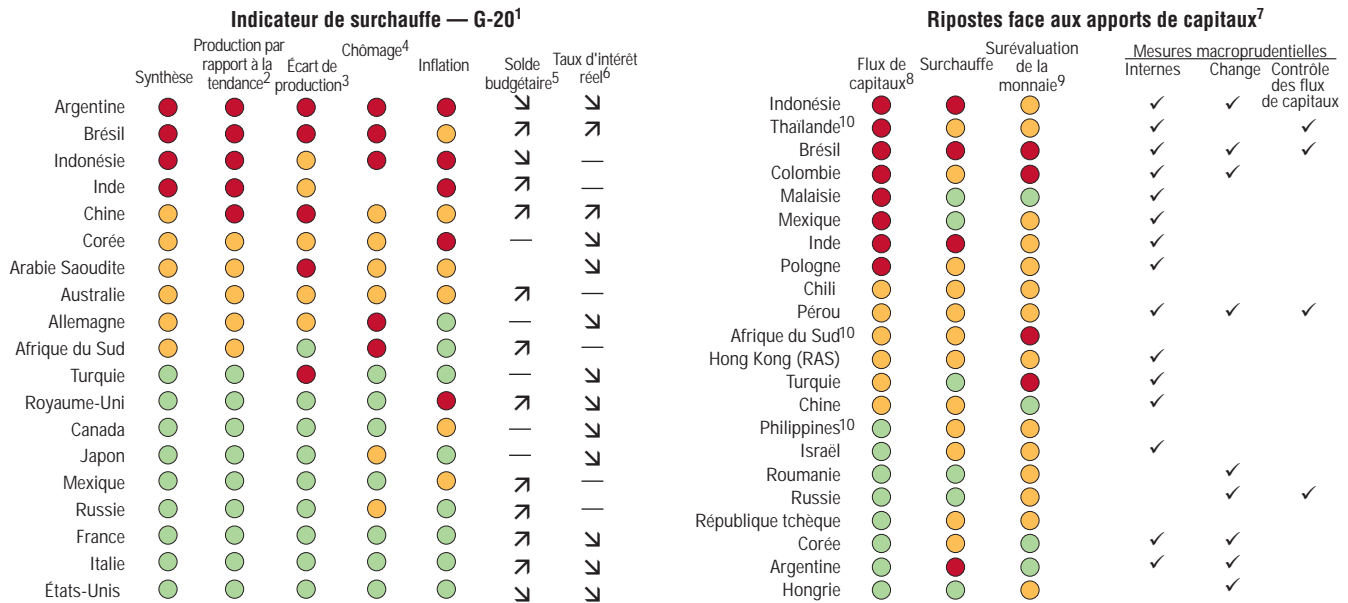 Indicateur de surchauffe — G-20¹
Synthèse
Production par
rapport à la
tendance²
Écart de
production³
Chômage⁴
Inflation
Solde
budgétaire⁵
Taux d'intérêt
réel⁶
Argentine
Brésil
Indonésie
Inde
Chine
Corée
Arabie Saoudite
Australie
Allemagne
Afrique du Sud
Turquie
Royaume-Uni
Canada
Japon
Mexique
Russie
France
Italie
États-Unis
Ripostes face aux apports de capitaux⁷
Flux de
capitaux⁸
Surchauffe
Surévaluation
de la
monnaie⁹
Mesures macroprudentielles
Internes
Change
Contrôle
des flux
de capitaux
Indonésie
Thaïlande¹⁰
Brésil
Colombie
Malaisie
Mexique
Inde
Pologne
Chili
Pérou
Afrique du Sud¹⁰
Hong Kong (RAS)
Turquie
Chine
Philippines¹⁰
Israël
Roumanie
Russie
République tchèque
Corée
Argentine
Hongrie